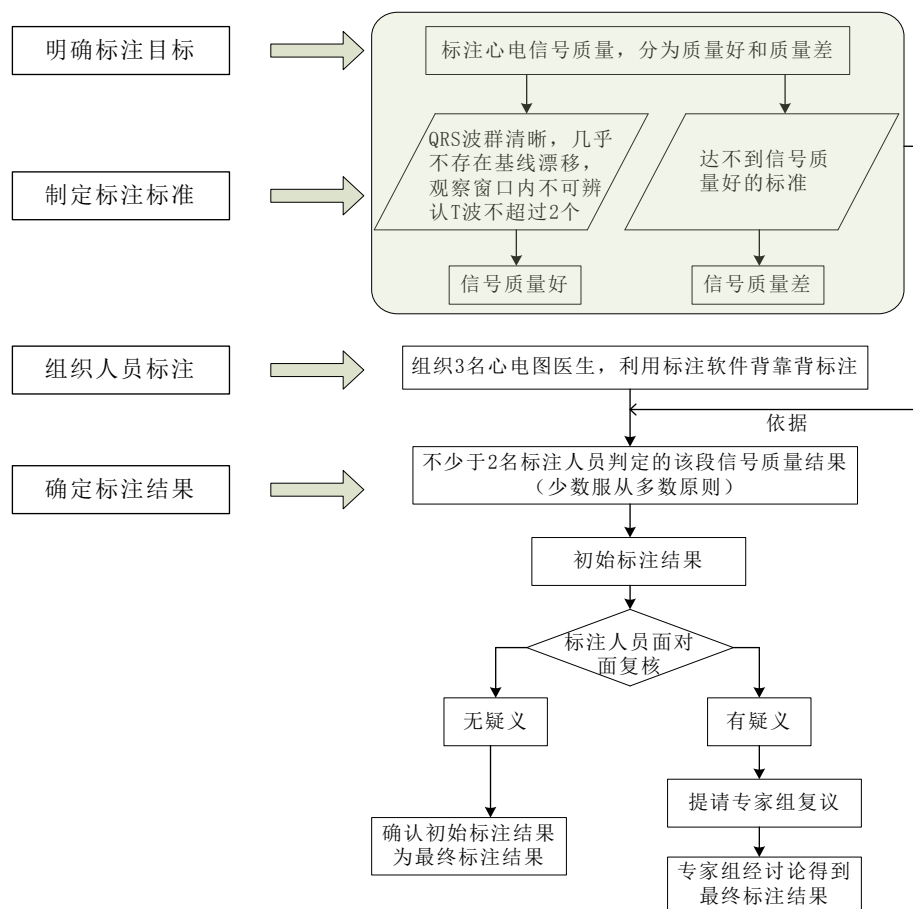 明确标注目标
标注心电信号质量，分为质量好和质量差
制定标注标准
QRS波群清晰，几乎
不存在基线漂移，
观察窗口内不可辨
认T波不超过2个
达不到信号质
量好的标准
信号质量好
信号质量差
组织人员标注
组织3名心电图医生，利用标注软件背靠背标注
依据
确定标注结果
不少于2名标注人员判定的该段信号质量结果
（少数服从多数原则）
初始标注结果
标注人员面对
面复核
无疑义
有疑义
提请专家组复议
确认初始标注结果
为最终标注结果
专家组经讨论得到
最终标注结果